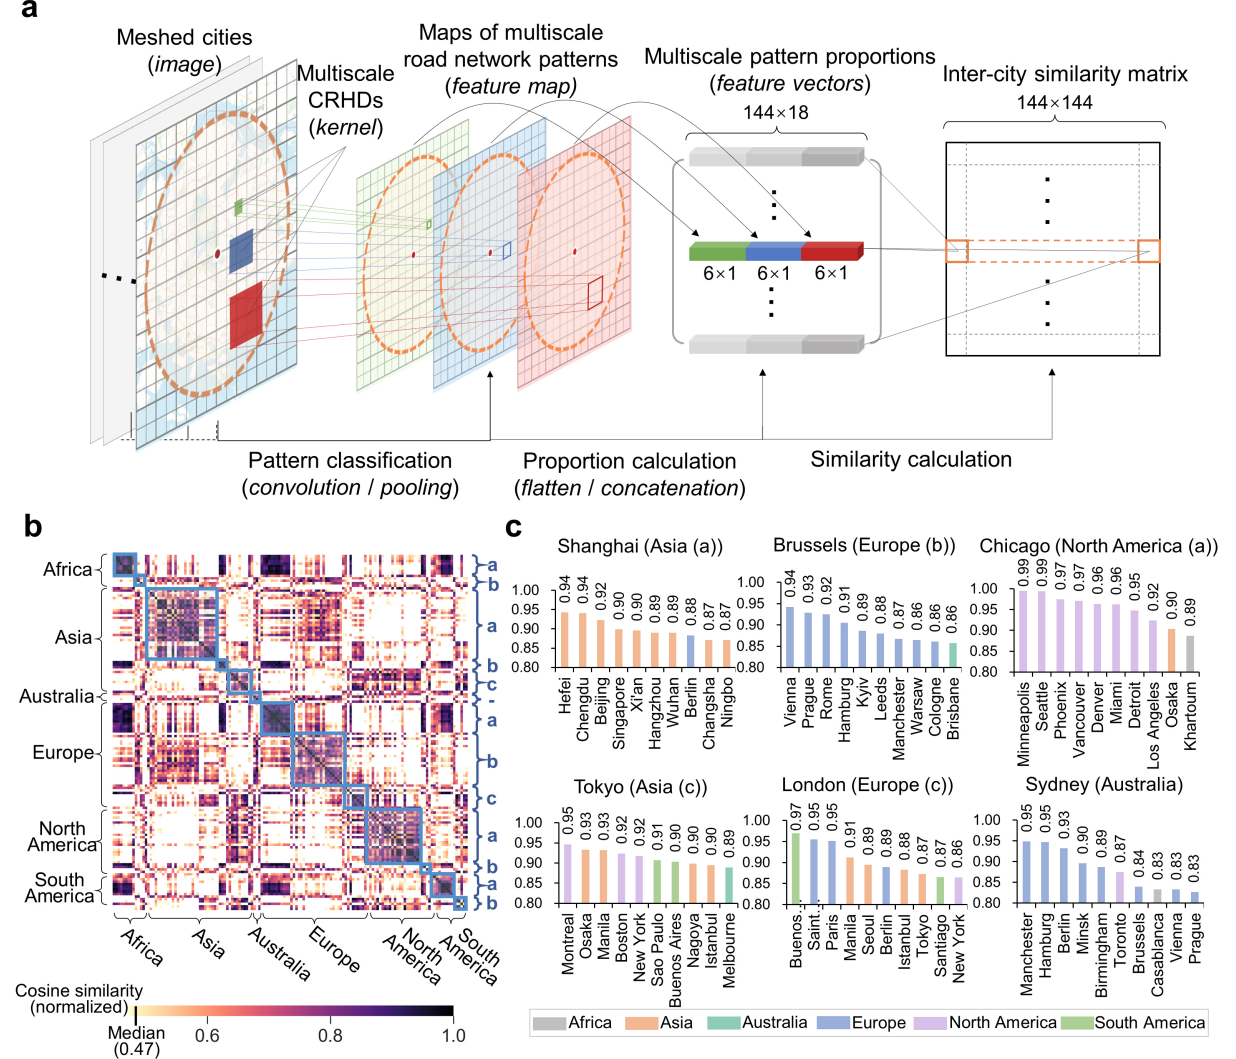 a
Meshed cities
(image)
Multiscale
CRHDs
(kernel)
Maps of multiscale
road network patterns
(feature map)
Multiscale pattern proportions
(feature vectors)
144×18
Inter-city similarity matrix
144×144
6×1 6×1 6×1
Pattern classification
(convolution / pooling)
Proportion calculation
(flatten / concatenation)
Similarity calculation
b
Africa
Asia
Australia
Europe
North
America
South
America
a
b
a
b
c
-
a
b
c
a
b
a
b
Africa
Asia
Australia
Europe
North
America
South
America
Cosine similarity
(normalized)
Median
(0.47)
0.6 0.8 1.0
c
Shanghai (Asia (a))
1.00
0.95
0.90
0.85
0.80
0.94 0.94 0.92 0.90 0.90 0.89 0.89 0.88 0.87 0.87
Hefei Chengdu Beijing Singapore Xi'an Hangzhou Wuhan Berlin Changsha Ningbo
Brussels (Europe (b))
1.00
0.95
0.90
0.85
0.80
0.94 0.93 0.92 0.91 0.89 0.88 0.87 0.86 0.86 0.86
Vienna Prague Rome Hamburg Kyiv Leeds Manchester Warsaw Cologne Brisbane
Chicago (North America (a))
1.00
0.95
0.90
0.85
0.80
0.99 0.99 0.97 0.97 0.96 0.96 0.95 0.92 0.90 0.89
Minneapolis Seattle Phoenix Vancouver Denver Miami Detroit Los Angeles Osaka Khartoum
Tokyo (Asia (c))
1.00
0.95
0.90
0.85
0.80
0.95 0.93 0.93 0.92 0.92 0.91 0.90 0.90 0.90 0.89
Montreal Osaka Manila Boston New York Sao Paulo Buenos Aires Nagoya Istanbul Melbourne
London (Europe (c))
1.00
0.95
0.90
0.85
0.80
0.97 0.95 0.95 0.91 0.89 0.89 0.88 0.87 0.87 0.86
Buenos... Saint... Paris Manila Seoul Berlin Istanbul Tokyo Santiago New York
Sydney (Australia)
1.00
0.95
0.90
0.85
0.80
0.95 0.95 0.93 0.90 0.89 0.87 0.84 0.83 0.83 0.83
Manchester Hamburg Berlin Minsk Birmingham Toronto Brussels Casablanca Vienna Prague
Africa Asia Australia Europe North America South America